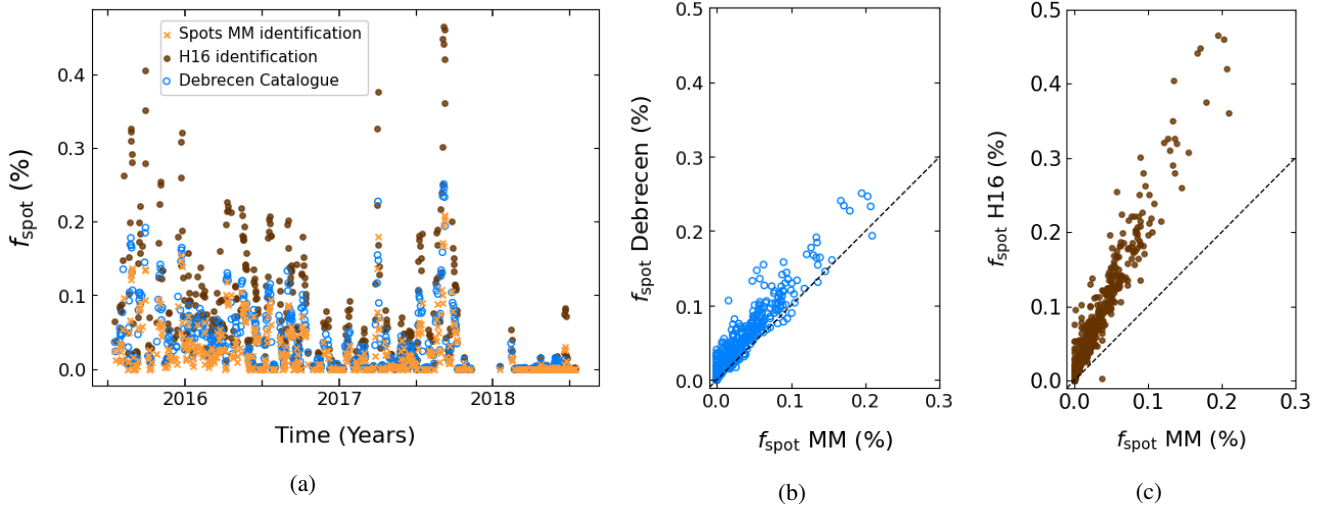 Spots MM identification
H16 identification
Debrecen Catalogue
f_spot (%)
0.4
0.3
0.2
0.1
0.0
2016 2017 2018
Time (Years)
(a)
f_spot Debrecen (%)
0.5
0.4
0.3
0.2
0.1
0.0
0.0 0.1 0.2 0.3
f_spot MM (%)
(b)
f_spot H16 (%)
0.5
0.4
0.3
0.2
0.1
0.0
0.0 0.1 0.2 0.3
f_spot MM (%)
(c)